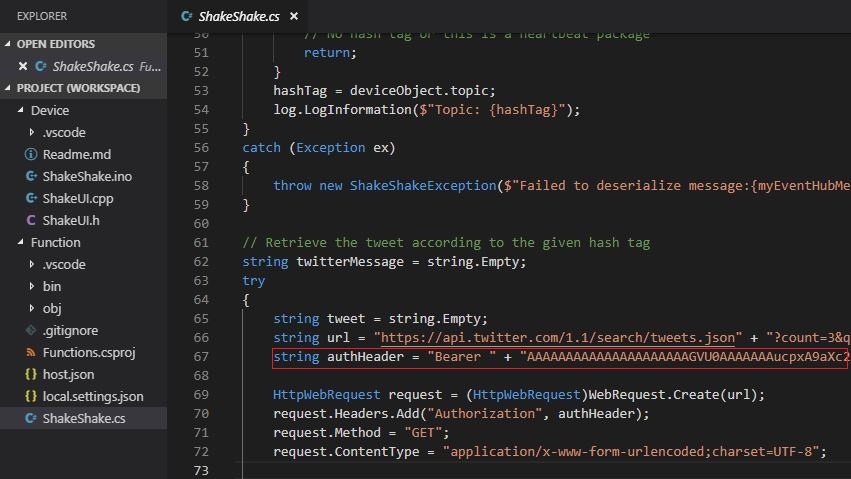 EXPLORER
OPEN EDITORS
ShakeShake.cs Fu...
PROJECT (WORKSPACE)
Device
.vscode
Readme.md
ShakeShake.ino
ShakeUI.cpp
ShakeUI.h
Function
.vscode
bin
obj
.gitignore
Functions.csproj
host.json
local.settings.json
ShakeShake.cs
ShakeShake.cs
50 // No hash tag or this is a heartbeat package
51 return;
52 }
53 hashTag = deviceObject.topic;
54 log.LogInformation($"Topic: {hashTag}");
55 }
56 catch (Exception ex)
57 {
58 throw new ShakeShakeException($"Failed to deserialize message:{myEventHubMe
59 }
60
61 // Retrieve the tweet according to the given hash tag
62 string twitterMessage = string.Empty;
63 try
64 {
65 string tweet = string.Empty;
66 string url = "https://api.twitter.com/1.1/search/tweets.json" + "?count=3&q
67 string authHeader = "Bearer " + "AAAAAAAAAAAAAAAAAAAAAGVU0AAAAAAAucpxA9aXc2
68
69 HttpWebRequest request = (HttpWebRequest)WebRequest.Create(url);
70 request.Headers.Add("Authorization", authHeader);
71 request.Method = "GET";
72 request.ContentType = "application/x-www-form-urlencoded;charset=UTF-8";
73